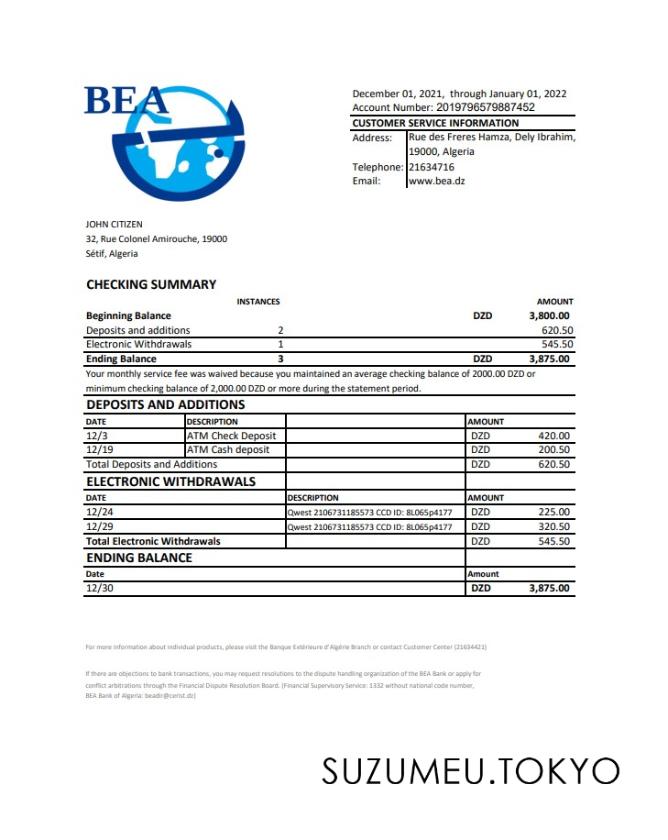 BEA
December 01, 2021, through January 01, 2022
Account Number: 2019796579887452
CUSTOMER SERVICE INFORMATION
Address: Rue des Freres Hamza, Dely Ibrahim,
19000, Algeria
Telephone: 21634716
Email: www.bea.dz
JOHN CITIZEN
32, Rue Colonel Amirouche, 19000
Sétif, Algeria
CHECKING SUMMARY
INSTANCES AMOUNT
Beginning Balance DZD 3,800.00
Deposits and additions 2 620.50
Electronic Withdrawals 1 545.50
Ending Balance 3 DZD 3,875.00
Your monthly service fee was waived because you maintained an average checking balance of 2000.00 DZD or
minimum checking balance of 2,000.00 DZD or more during the statement period.
DEPOSITS AND ADDITIONS
DATE DESCRIPTION AMOUNT
12/3 ATM Check Deposit DZD 420.00
12/19 ATM Cash deposit DZD 200.50
Total Deposits and Additions DZD 620.50
ELECTRONIC WITHDRAWALS
DATE DESCRIPTION AMOUNT
12/24 Qwest 2106731185573 CCD ID: 8L065p4177 DZD 225.00
12/29 Qwest 2106731185573 CCD ID: 8L065p4177 DZD 320.50
Total Electronic Withdrawals DZD 545.50
ENDING BALANCE
Date Amount
12/30 DZD 3,875.00
For more information about individual products, please visit the Banque Extérieure d'Algérie Branch or contact Customer Center (21634421)
If there are objections to bank transactions, you may request resolutions to the dispute handling organization of the BEA Bank or apply for
conflict arbitrations through the Financial Dispute Resolution Board. (Financial Supervisory Service: 1332 without national code number,
BEA Bank of Algeria: beadir@cerist.dz)
SUZUMEU.TOKYO